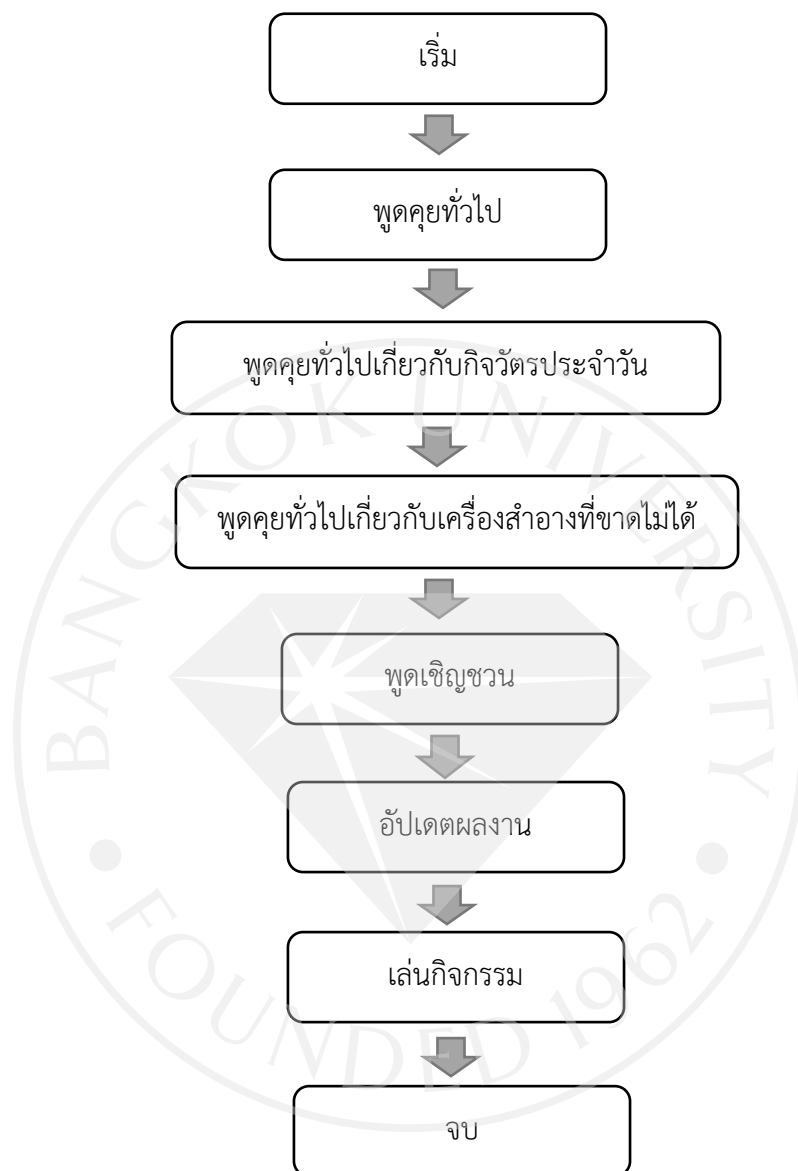 เริ่ม
พูดคุยทั่วไป
พูดคุยทั่วไปเกี่ยวกับกิจวัตรประจำวัน
พูดคุยทั่วไปเกี่ยวกับเครื่องสำอางที่ขาดไม่ได้
พูดเชิญชวน
อัปเดตผลงาน
เล่นกิจกรรม
จบ
BANGKOK UNIVERSITY
FOUNDED 1962